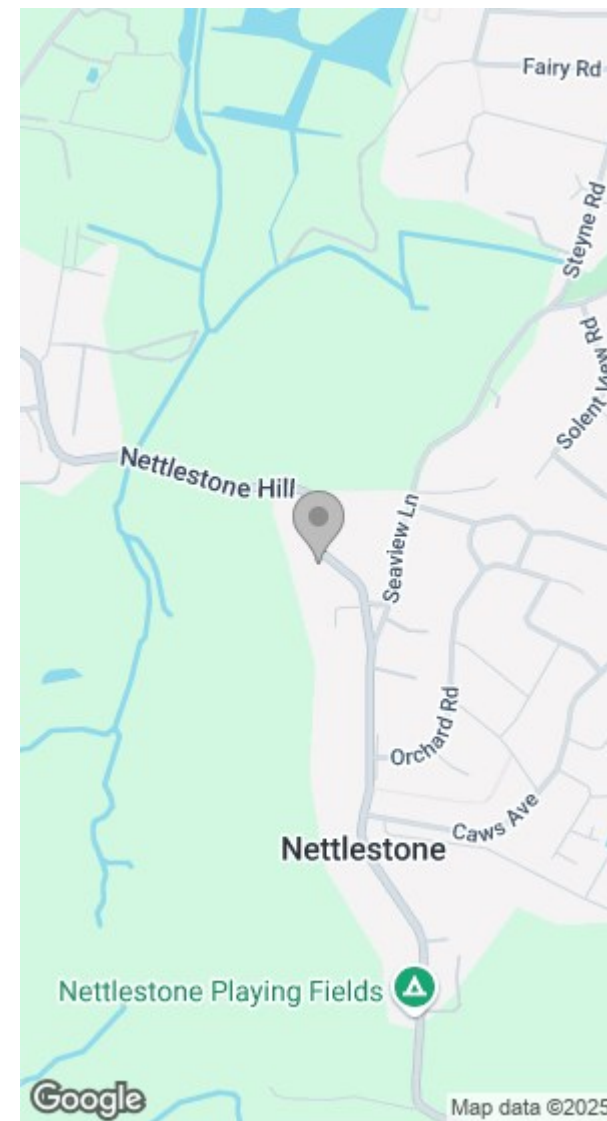 Fairy Rd
Steyne Rd
Solent View Rd
Nettlestone Hill
Seaview Ln
Orchard Rd
Caws Ave
Nettlestone
Nettlestone Playing Fields
Google
Map data ©2025